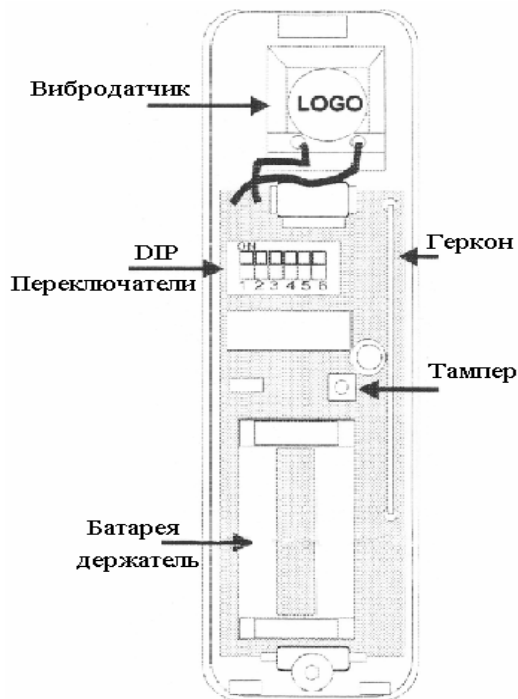 Вибродатчик
LOGO
Геркон
DIP
Переключатели
ON
1 2 3 4 5 6
Тампер
Батарея
держатель